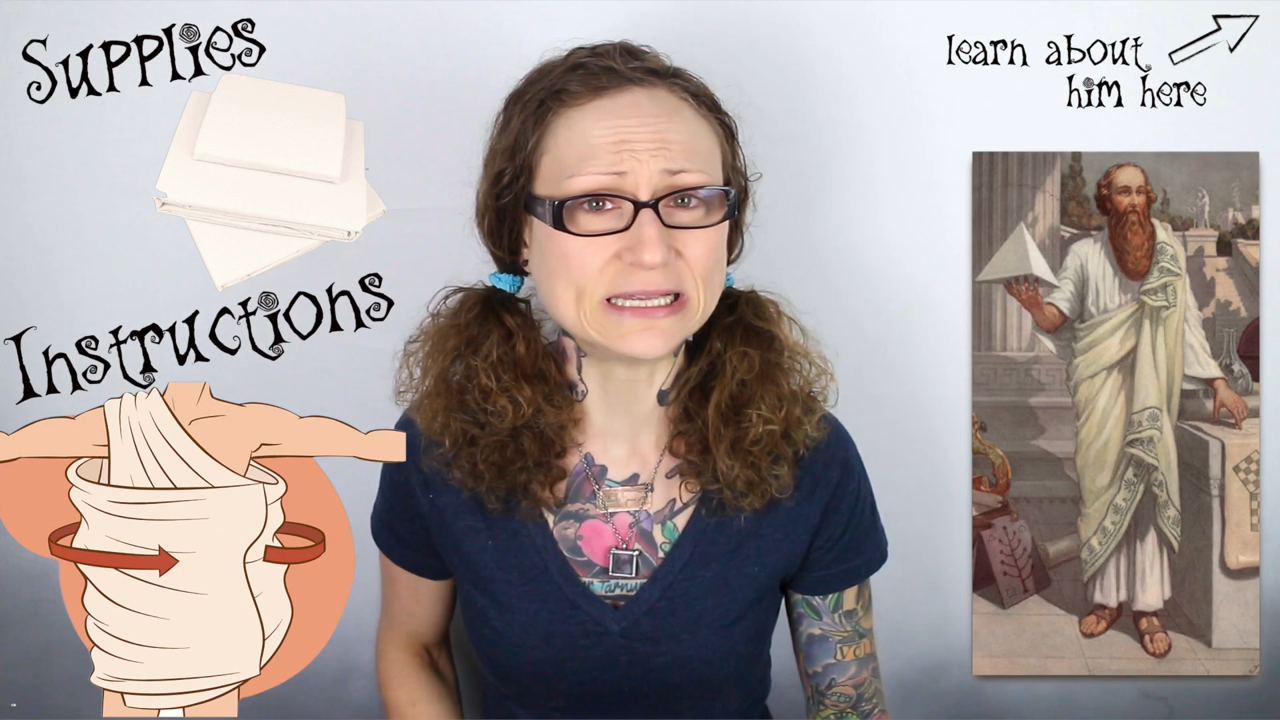 Supplies
learn about
him here
Instructions